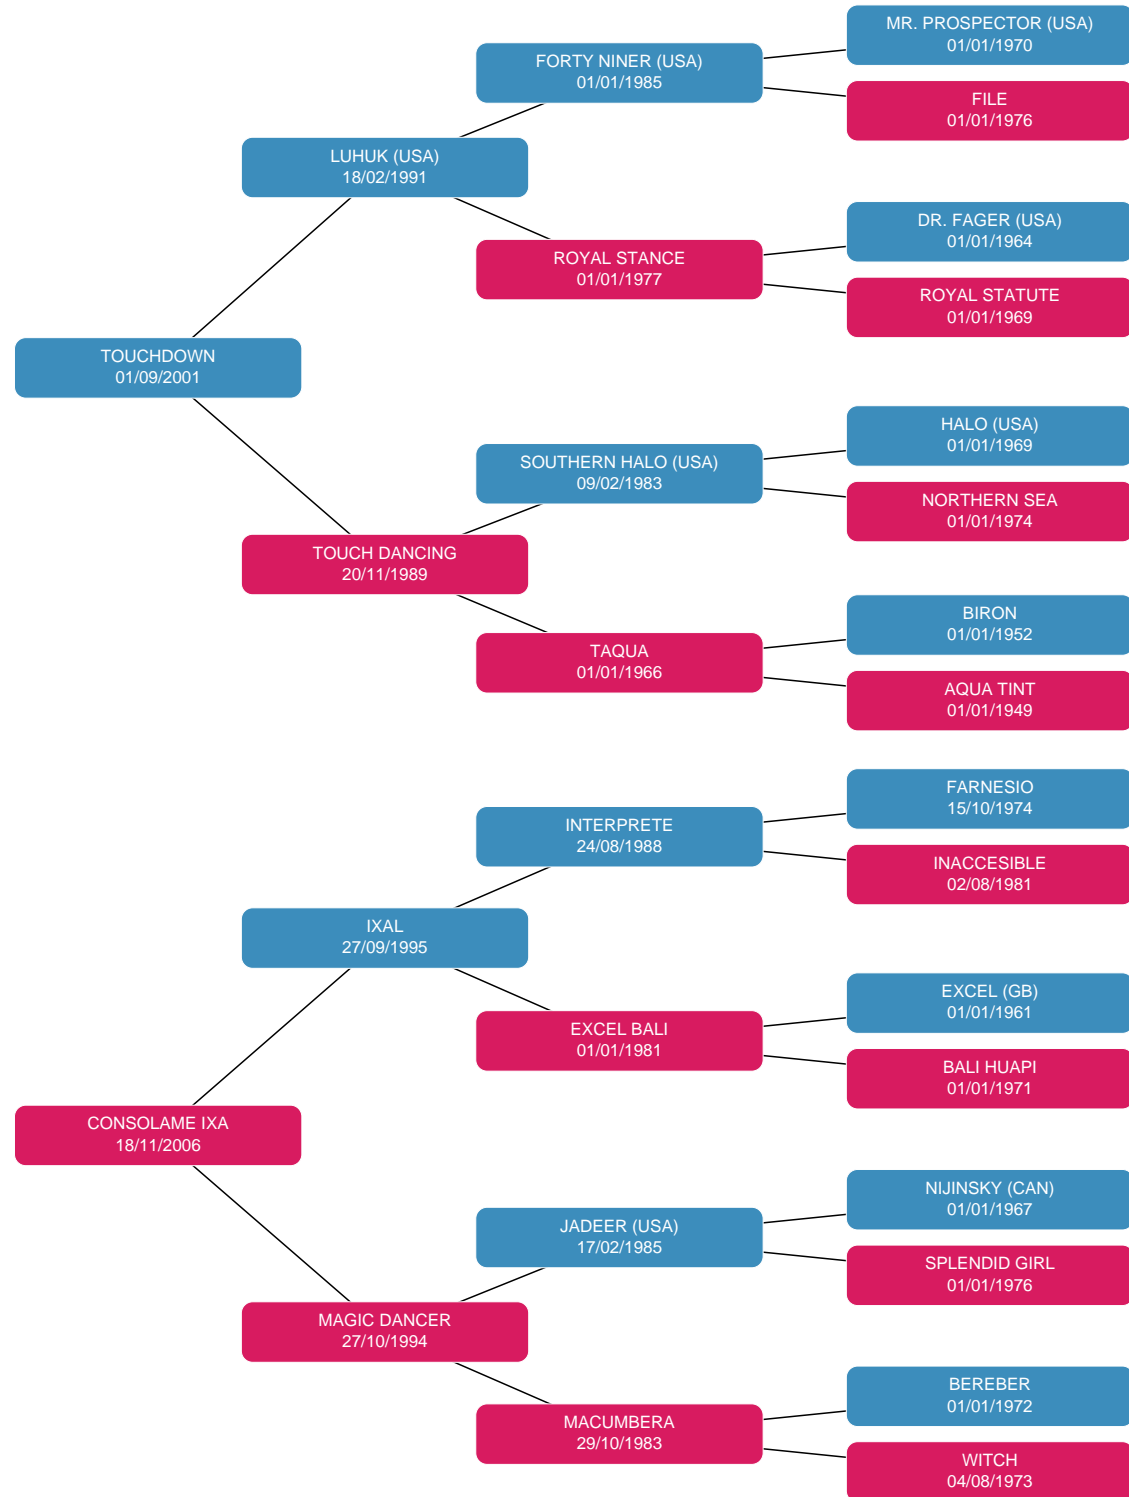 MR. PROSPECTOR (USA)
01/01/1970
FORTY NINER (USA)
01/01/1985
FILE
01/01/1976
LUHUK (USA)
18/02/1991
DR. FAGER (USA)
01/01/1964
ROYAL STANCE
01/01/1977
ROYAL STATUTE
01/01/1969
TOUCHDOWN
01/09/2001
HALO (USA)
01/01/1969
SOUTHERN HALO (USA)
09/02/1983
NORTHERN SEA
01/01/1974
TOUCH DANCING
20/11/1989
BIRON
01/01/1952
TAQUA
01/01/1966
AQUA TINT
01/01/1949
FARNESIO
15/10/1974
INTERPRETE
24/08/1988
INACCESIBLE
02/08/1981
IXAL
27/09/1995
EXCEL (GB)
01/01/1961
EXCEL BALI
01/01/1981
BALI HUAPI
01/01/1971
CONSOLAME IXA
18/11/2006
NIJINSKY (CAN)
01/01/1967
JADEER (USA)
17/02/1985
SPLENDID GIRL
01/01/1976
MAGIC DANCER
27/10/1994
BEREBER
01/01/1972
MACUMBERA
29/10/1983
WITCH
04/08/1973